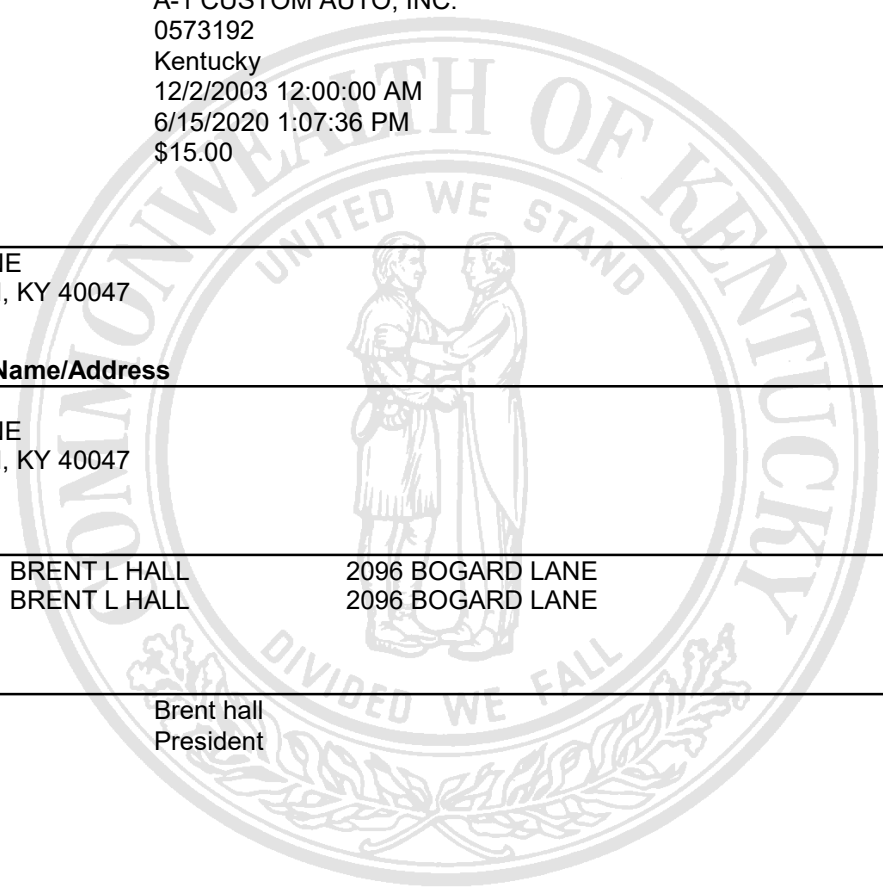 A-1 CUSTOM AUTO, INC.
0573192
Kentucky
12/2/2003 12:00:00 AM
6/15/2020 1:07:36 PM
$15.00
COMMONWEALTH OF KENTUCKY
UNITED WE STAND
NE
, KY 40047
Name/Address
NE
, KY 40047
BRENT L HALL 2096 BOGARD LANE
BRENT L HALL 2096 BOGARD LANE
DIVIDED WE FALL
Brent hall
President